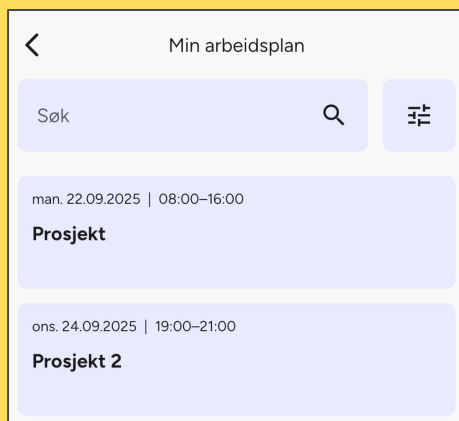 Min arbeidsplan
Søk
man. 22.09.2025 | 08:00–16:00
Prosjekt
ons. 24.09.2025 | 19:00–21:00
Prosjekt 2